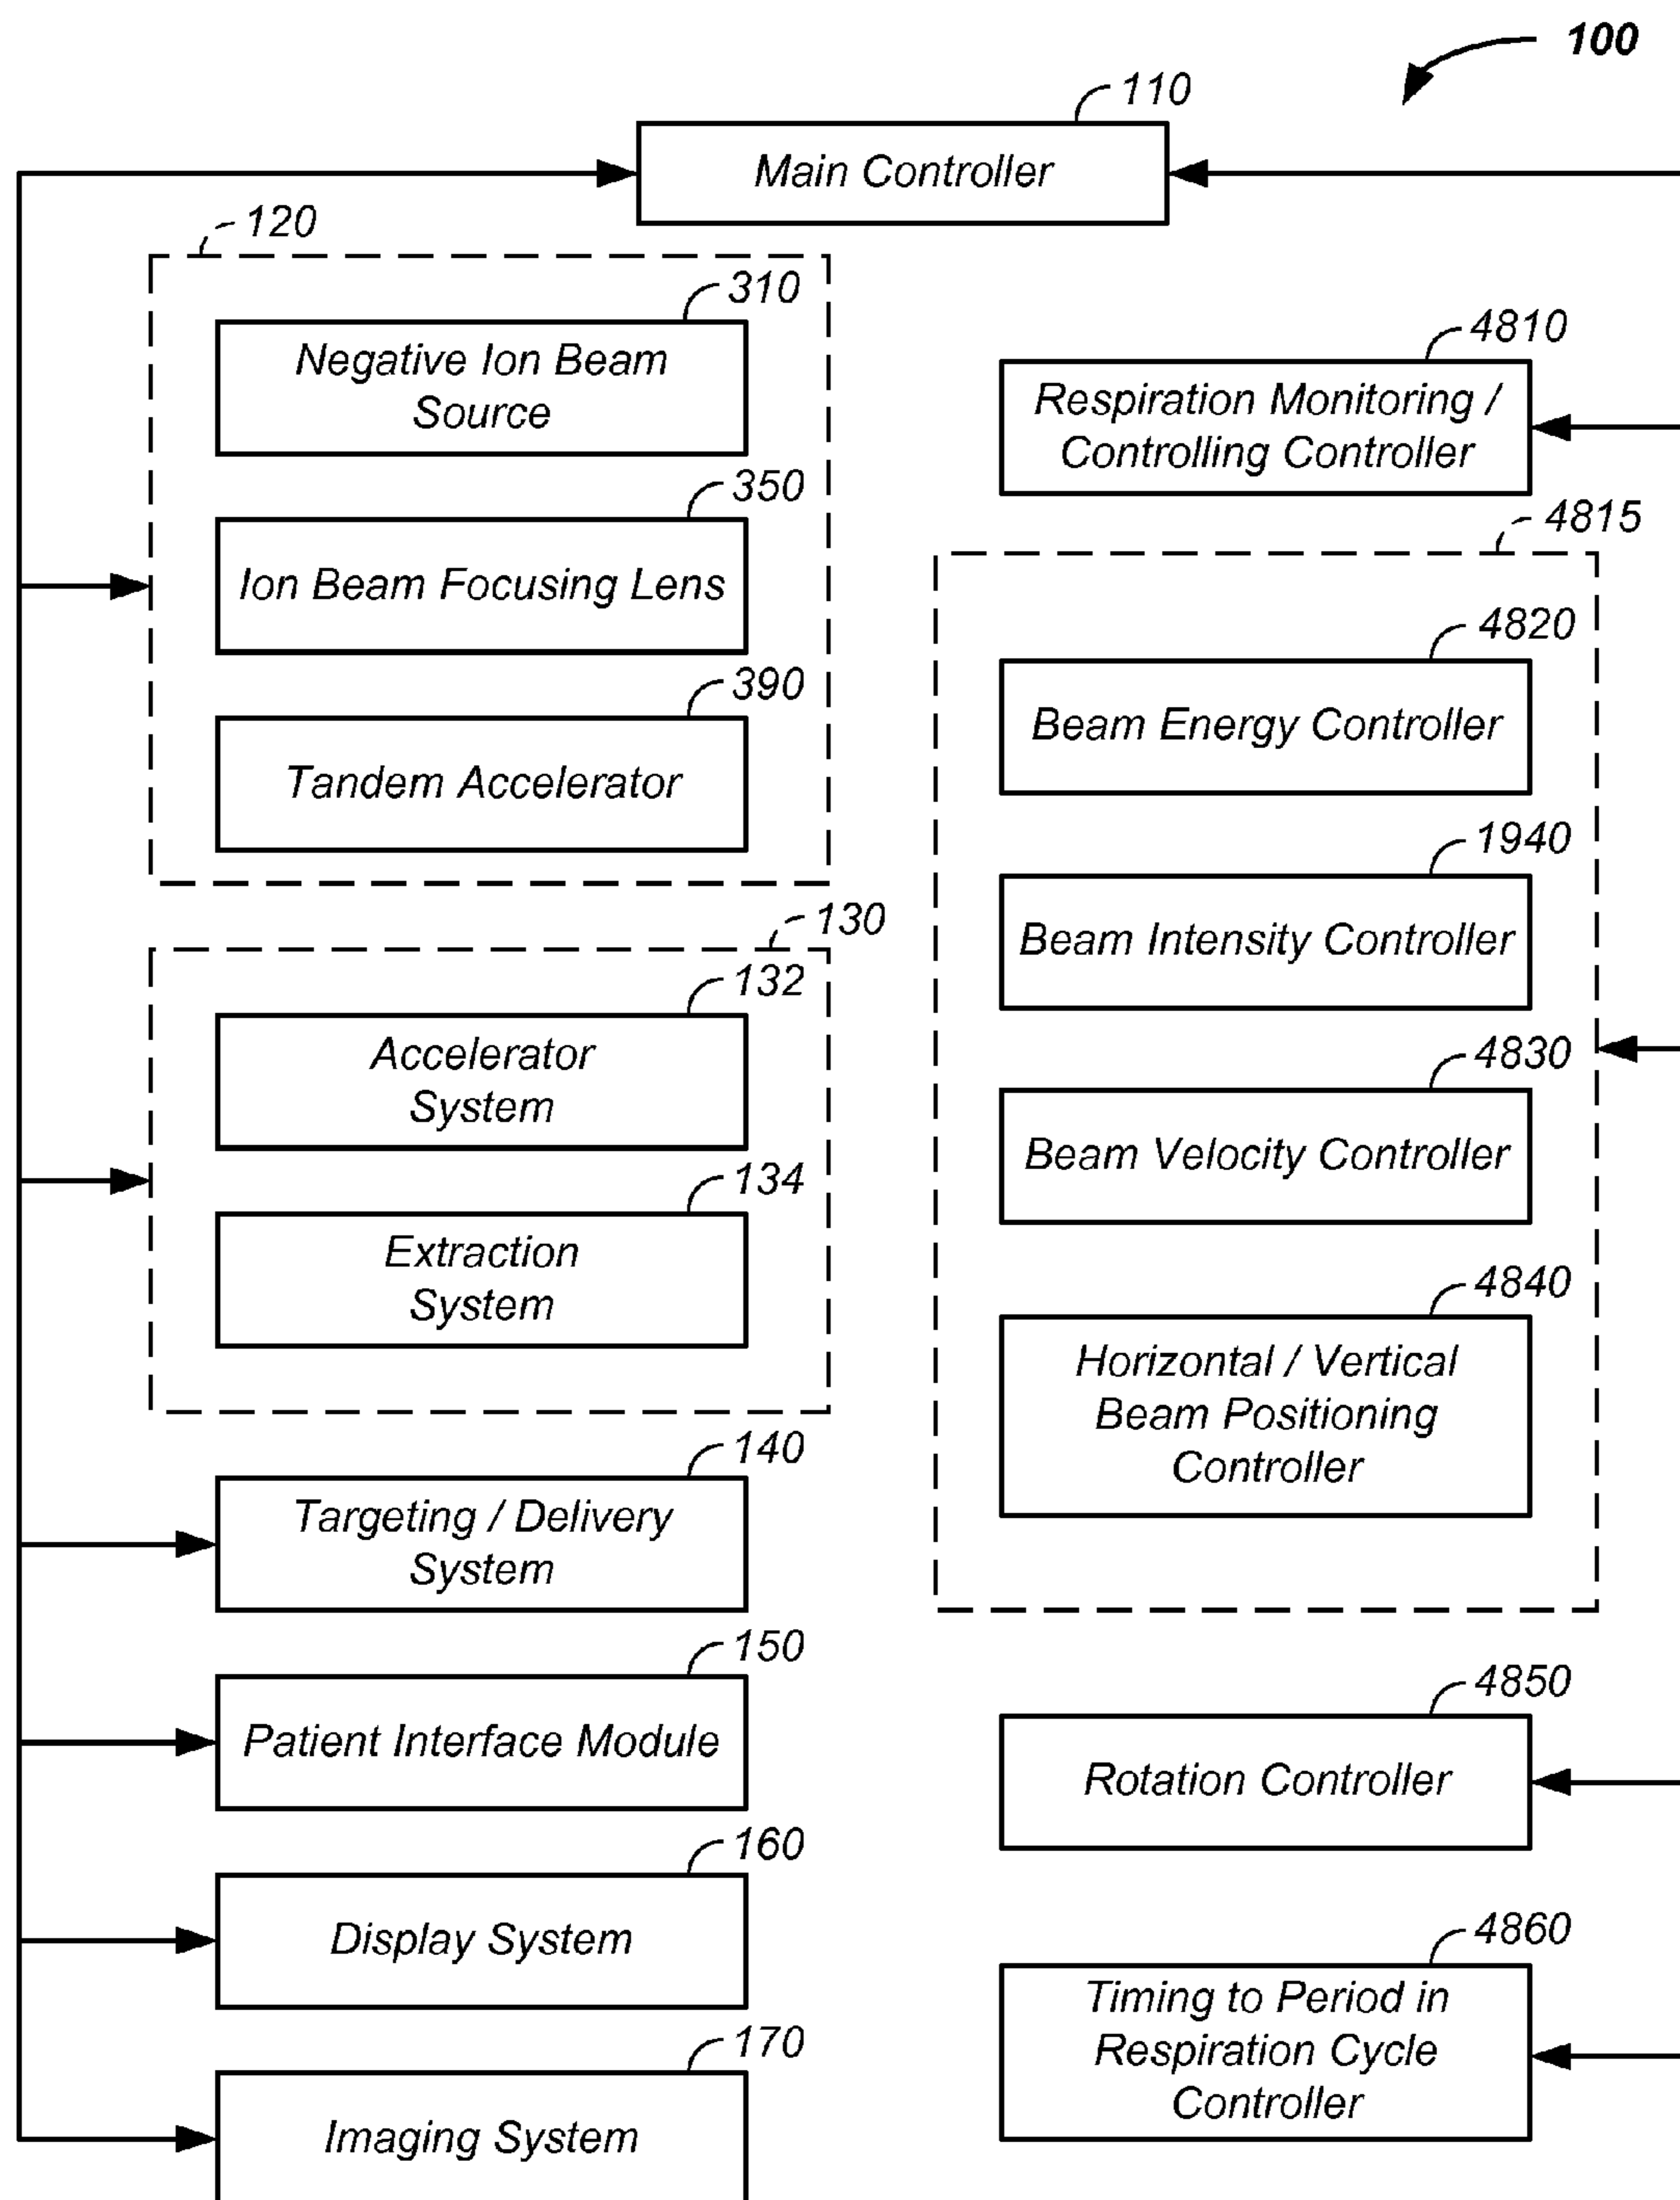 100
110
Main Controller
120
310
Negative Ion Beam
Source
350
Ion Beam Focusing Lens
390
Tandem Accelerator
130
132
Accelerator
System
134
Extraction
System
140
Targeting / Delivery
System
150
Patient Interface Module
160
Display System
170
Imaging System
4810
Respiration Monitoring /
Controlling Controller
4815
4820
Beam Energy Controller
1940
Beam Intensity Controller
4830
Beam Velocity Controller
4840
Horizontal / Vertical
Beam Positioning
Controller
4850
Rotation Controller
4860
Timing to Period in
Respiration Cycle
Controller